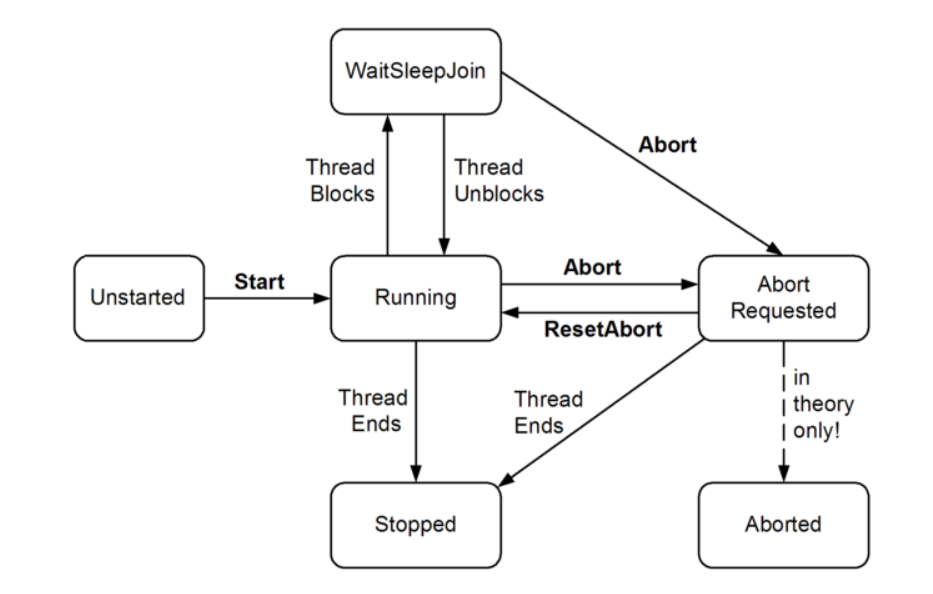 WaitSleepJoin
Abort
Thread
Blocks
Thread
Unblocks
Unstarted
Start
Running
Abort
ResetAbort
Abort
Requested
Thread
Ends
Thread
Ends
in
theory
only!
Stopped
Aborted